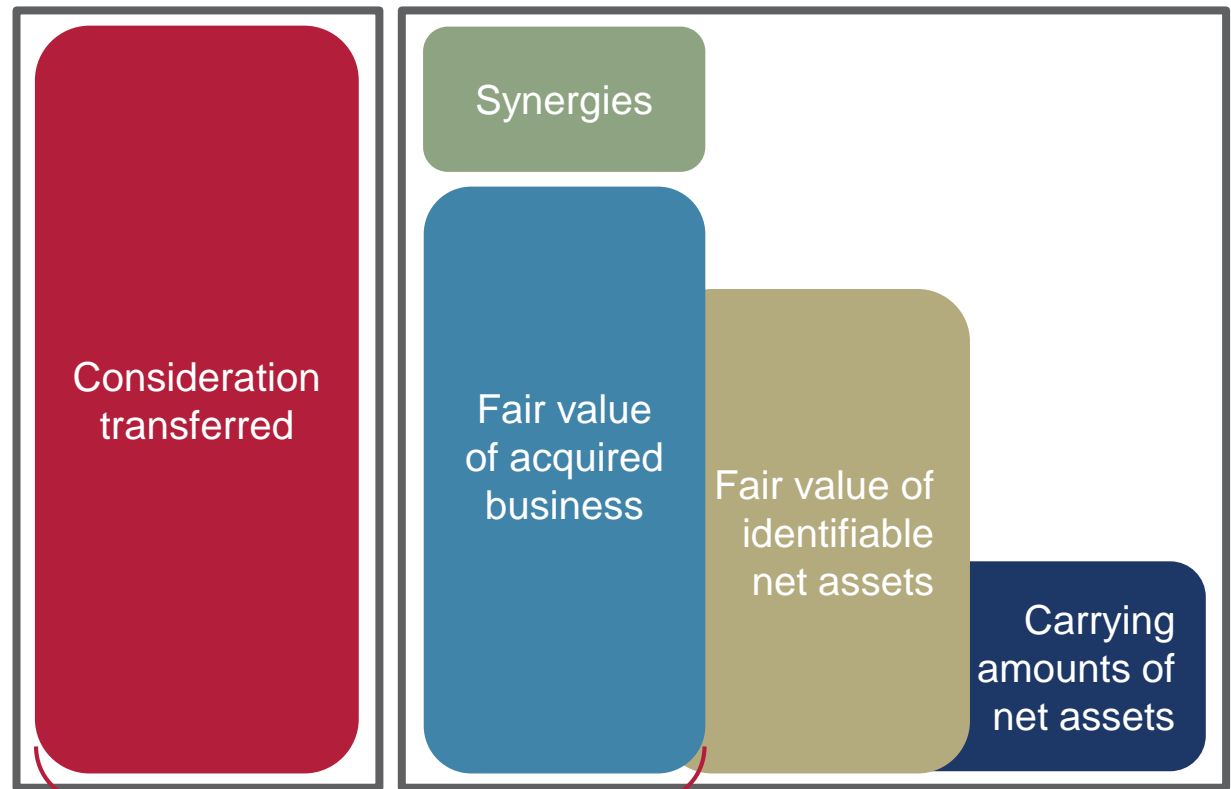 Consideration
transferred
Synergies
Fair value
of acquired
business
Fair value of
identifiable
net assets
Carrying
amounts of
net assets